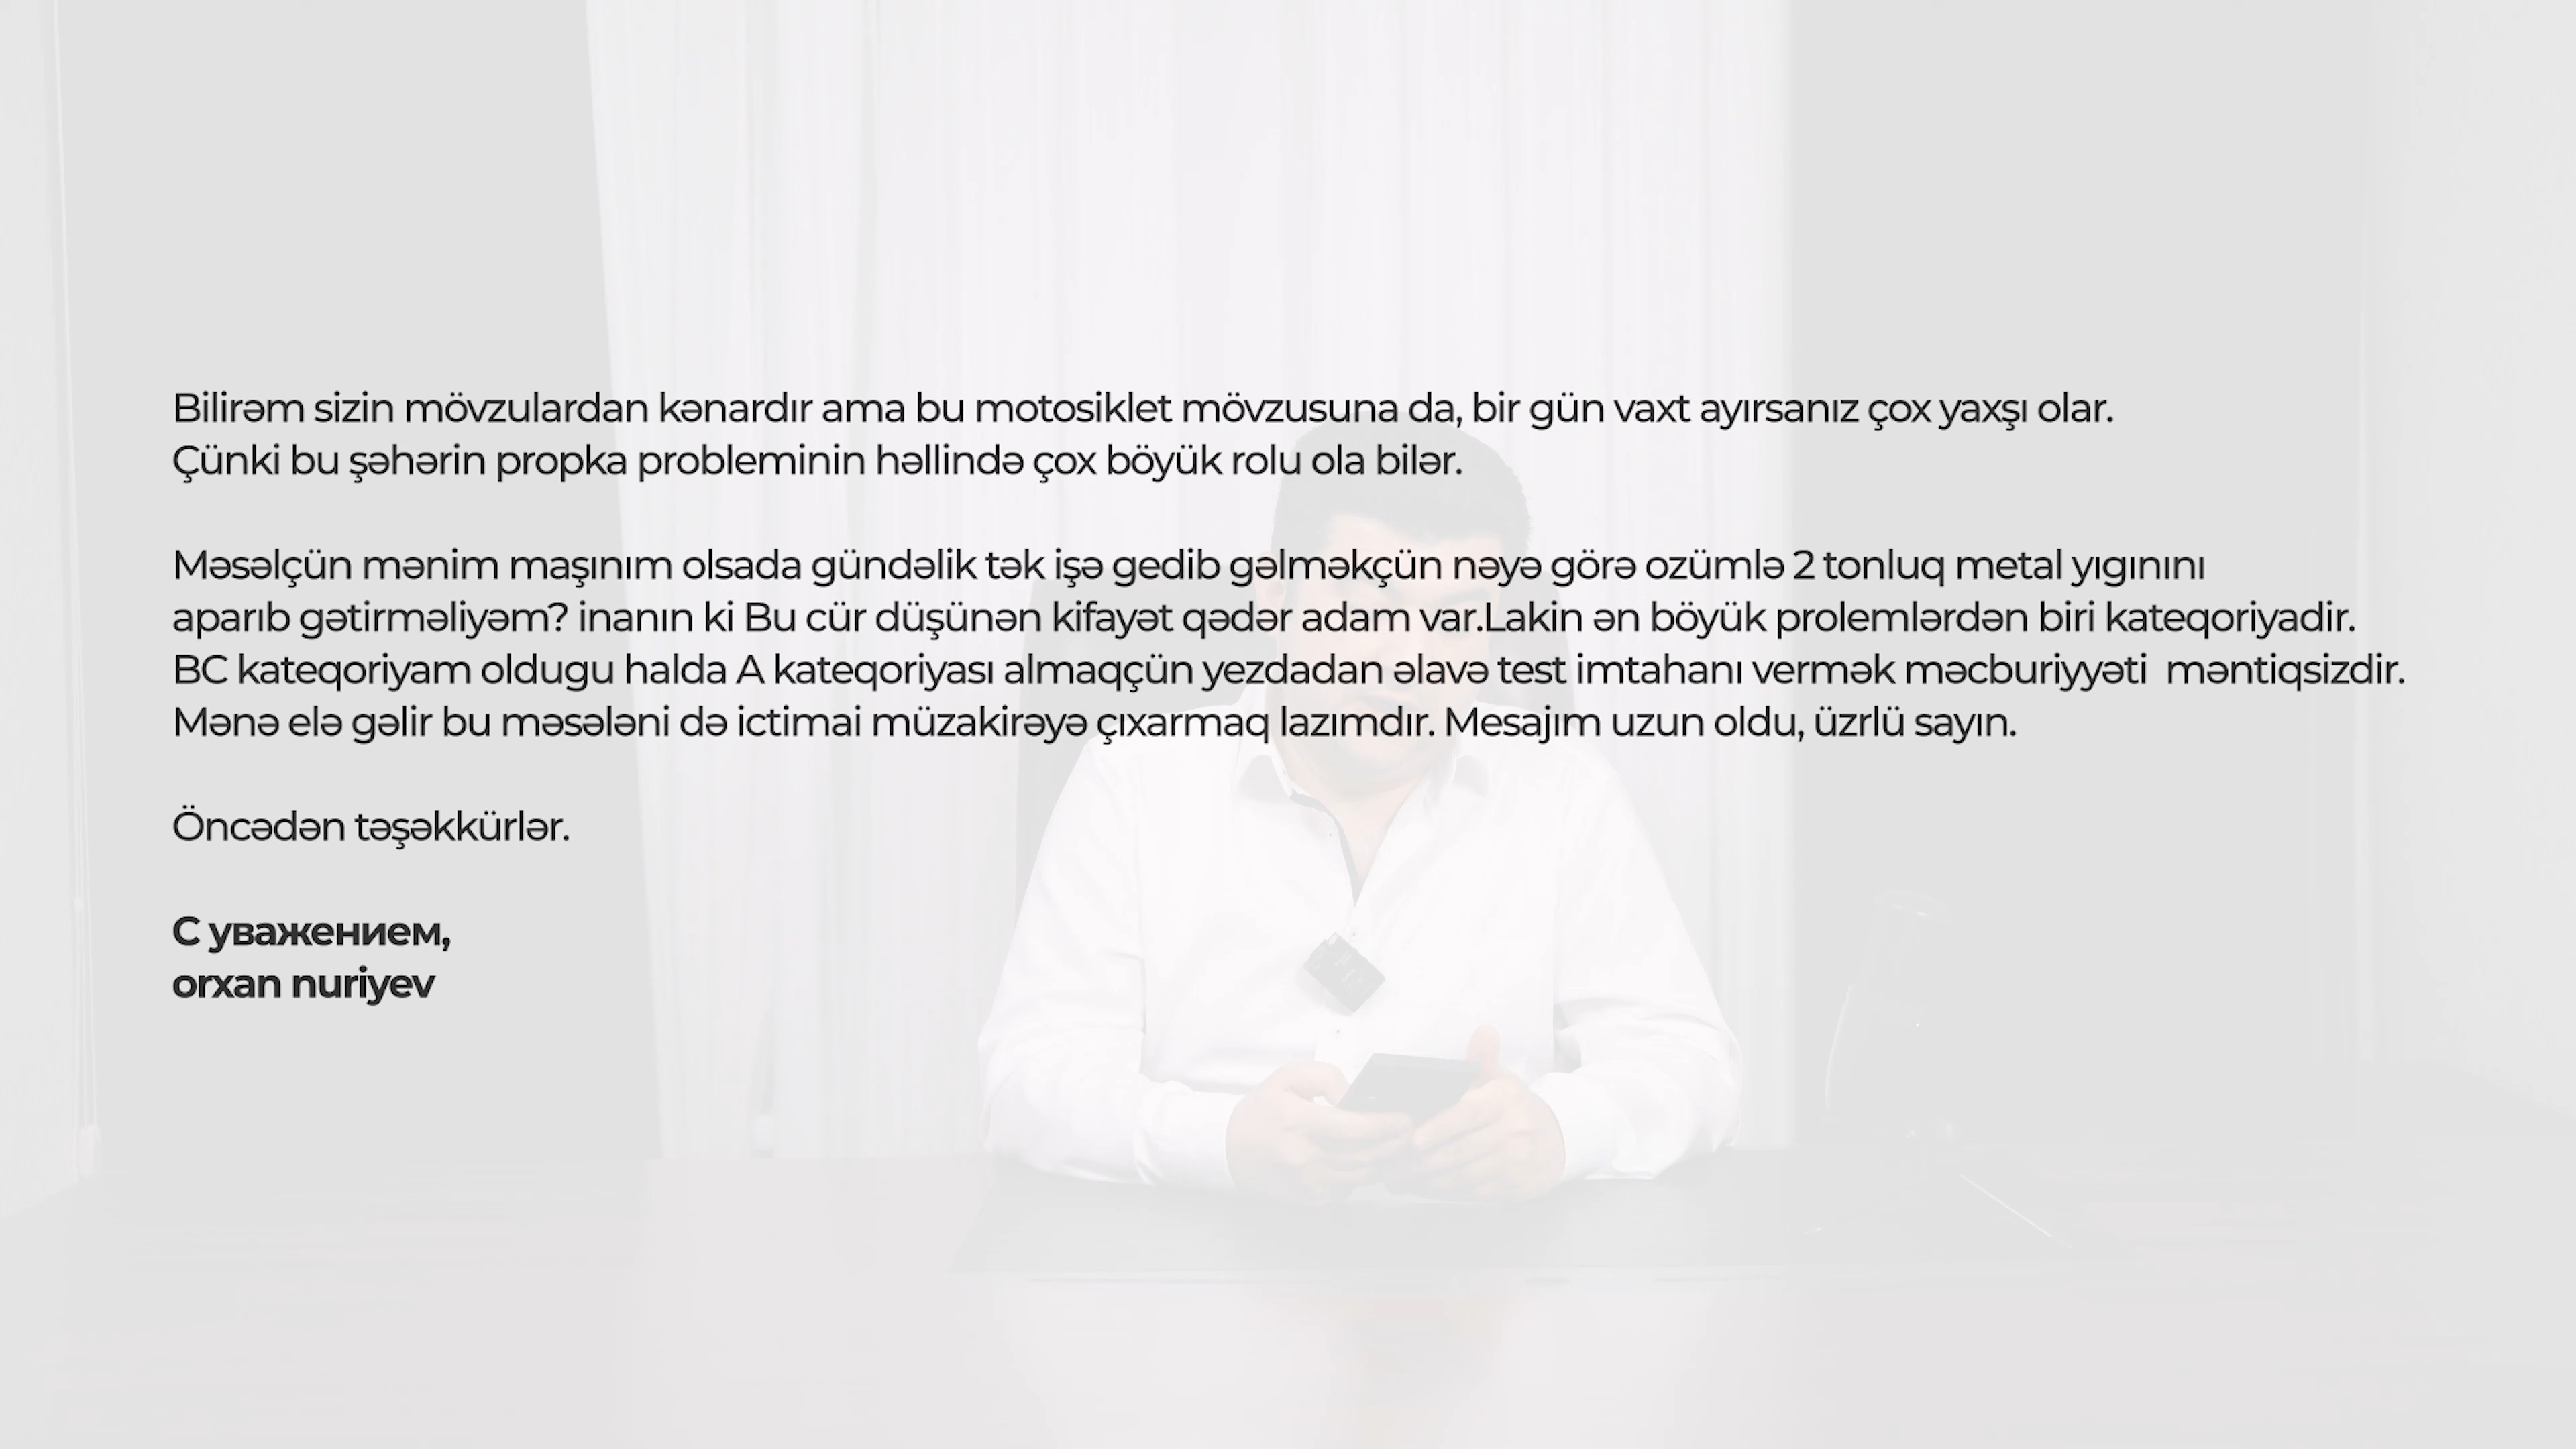 Bilirəm sizin mövzulardan kənardır ama bu motosiklet mövzusuna da, bir gün vaxt ayırsanız çox yaxşı olar.
Çünki bu şəhərin propka probleminin həllində çox böyük rolu ola bilər.
Məsəlçün mənim maşınım olsada gündəlik tək işə gedib gəlməkçün nəyə görə ozümlə 2 tonluq metal yıgınını
aparıb gətirməliyəm? inanın ki Bu cür düşünən kifayət qədər adam var.Lakin ən böyük prolemlərdən biri kateqoriyadir.
BC kateqoriyam oldugu halda A kateqoriyası almaqçün yezdadan əlavə test imtahanı vermək məcburiyyəti  məntiqsizdir.
Mənə elə gəlir bu məsələni də ictimai müzakirəyə çıxarmaq lazımdır. Mesajım uzun oldu, üzrlü sayın.
Öncədən təşəkkürlər.
С уважением,
orxan nuriyev